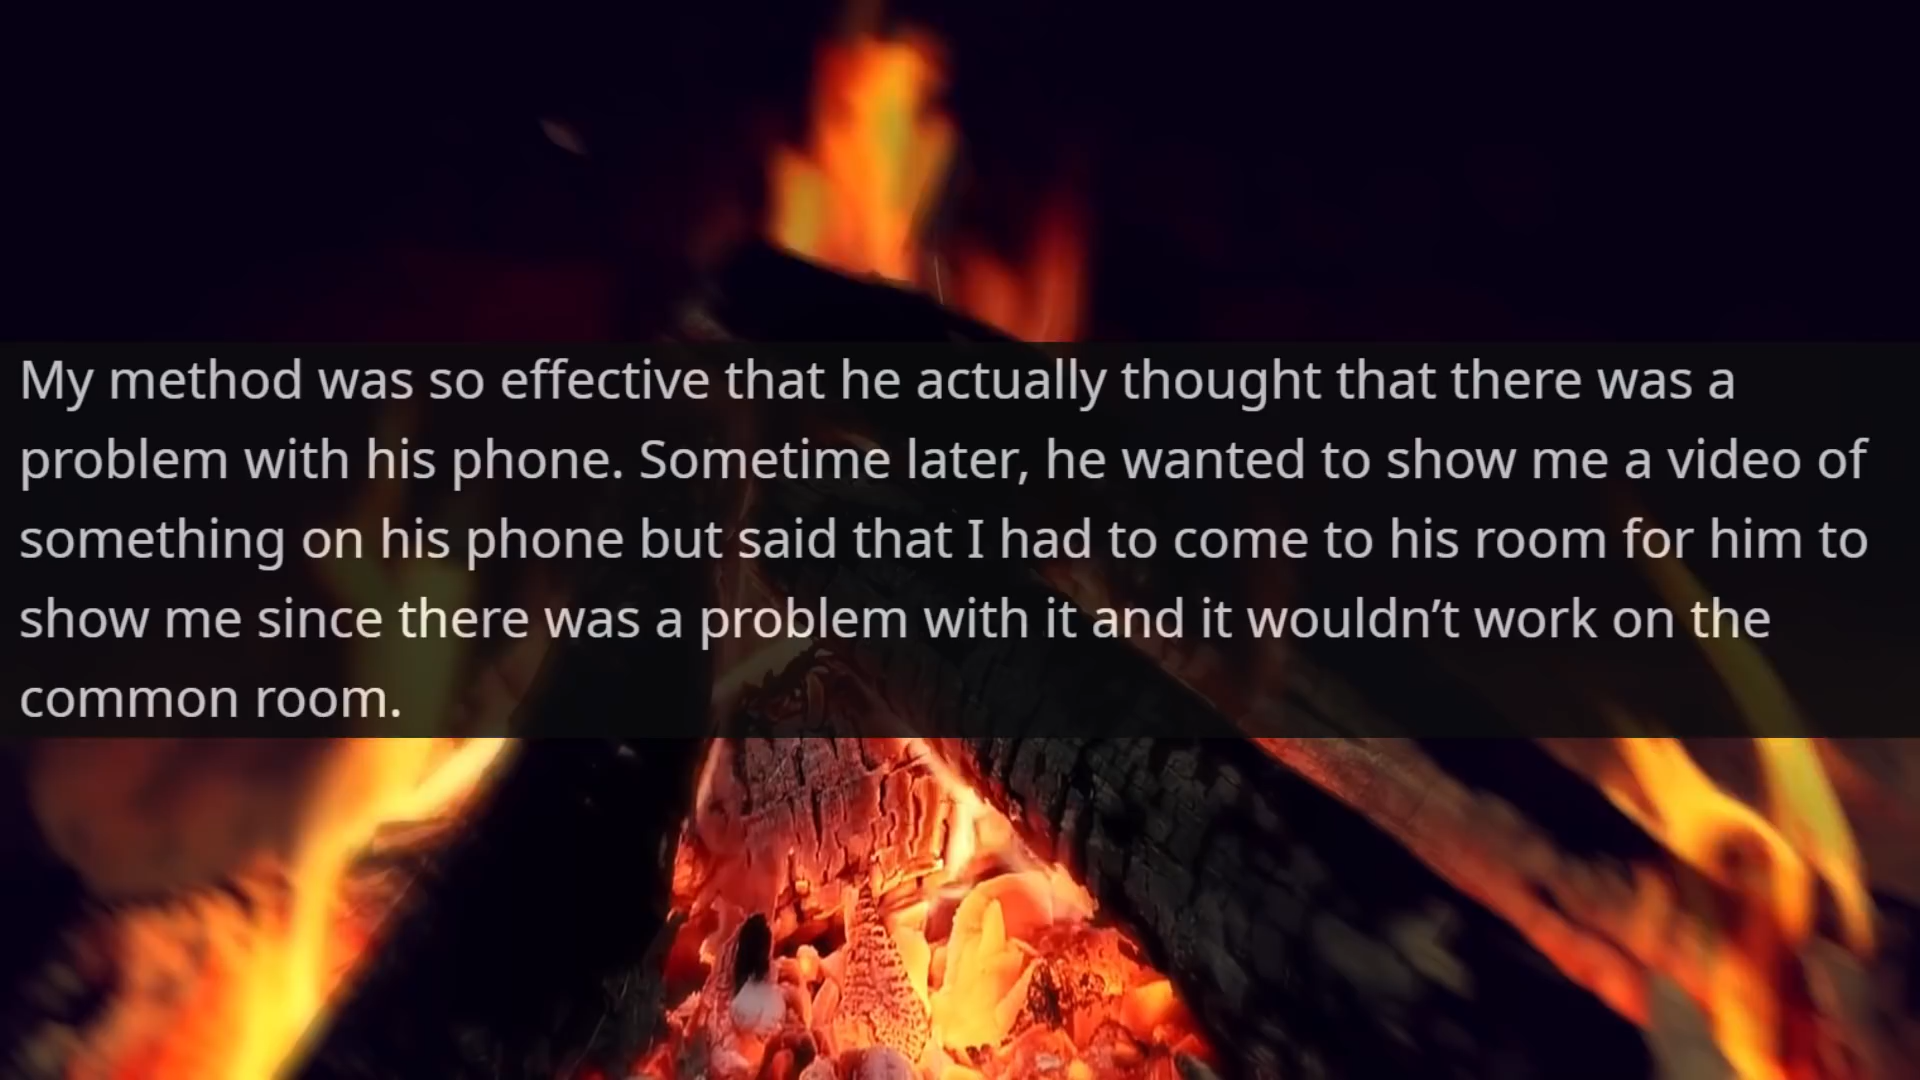 My method was so effective that he actually thought that there was a
problem with his phone. Sometime later, he wanted to show me a video of
something on his phone but said that I had to come to his room for him to
show me since there was a problem with it and it wouldn’t work on the
common room.